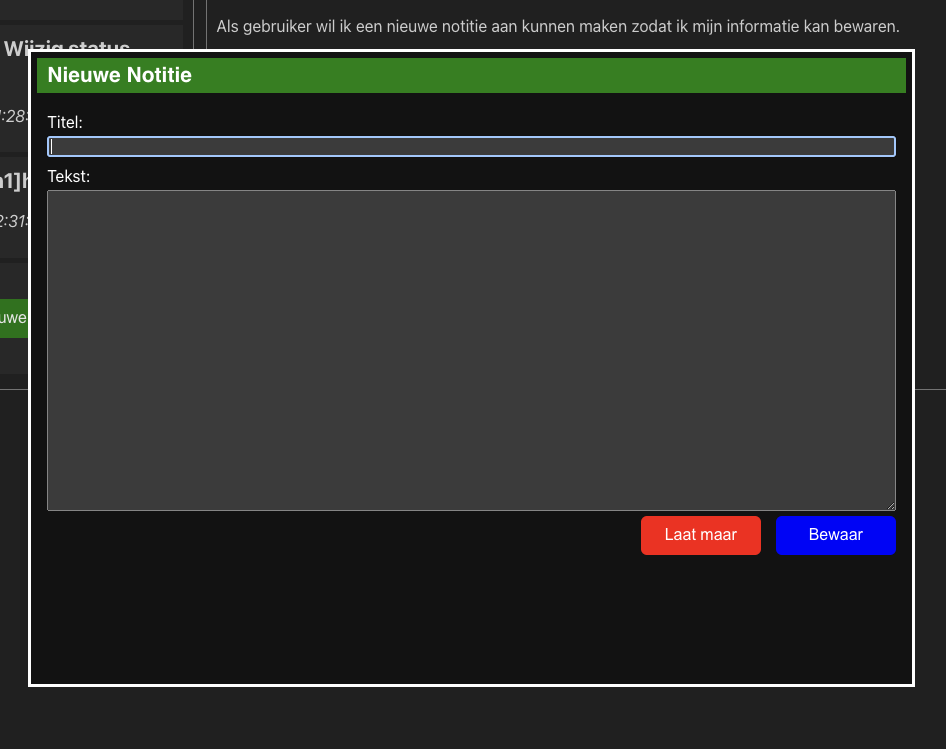 Als gebruiker wil ik een nieuwe notitie aan kunnen maken zodat ik mijn informatie kan bewaren.
Wijzig status
Nieuwe Notitie
:28:
Titel:
Tekst:
2:31:
uwe
Laat maar
Bewaar